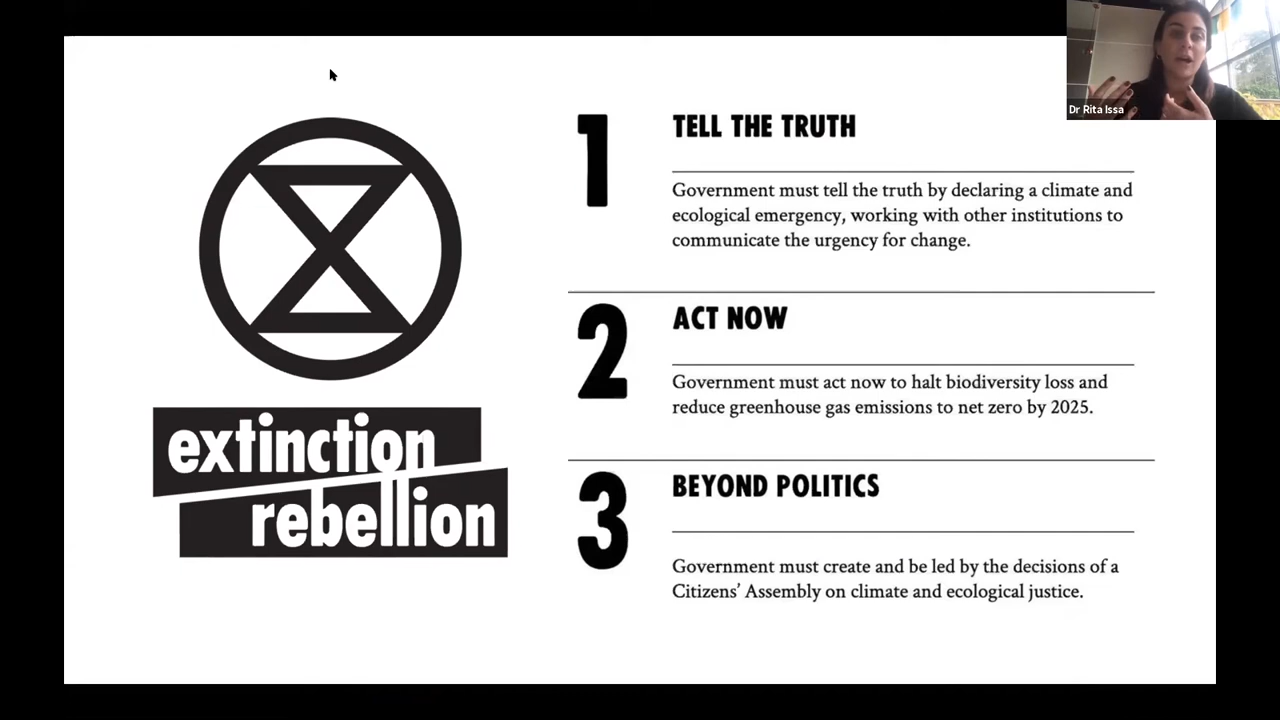 Dr Rita Issa
extinction
rebellion
1
TELL THE TRUTH
Government must tell the truth by declaring a climate and
ecological emergency, working with other institutions to
communicate the urgency for change.
2
ACT NOW
Government must act now to halt biodiversity loss and
reduce greenhouse gas emissions to net zero by 2025.
3
BEYOND POLITICS
Government must create and be led by the decisions of a
Citizens’ Assembly on climate and ecological justice.